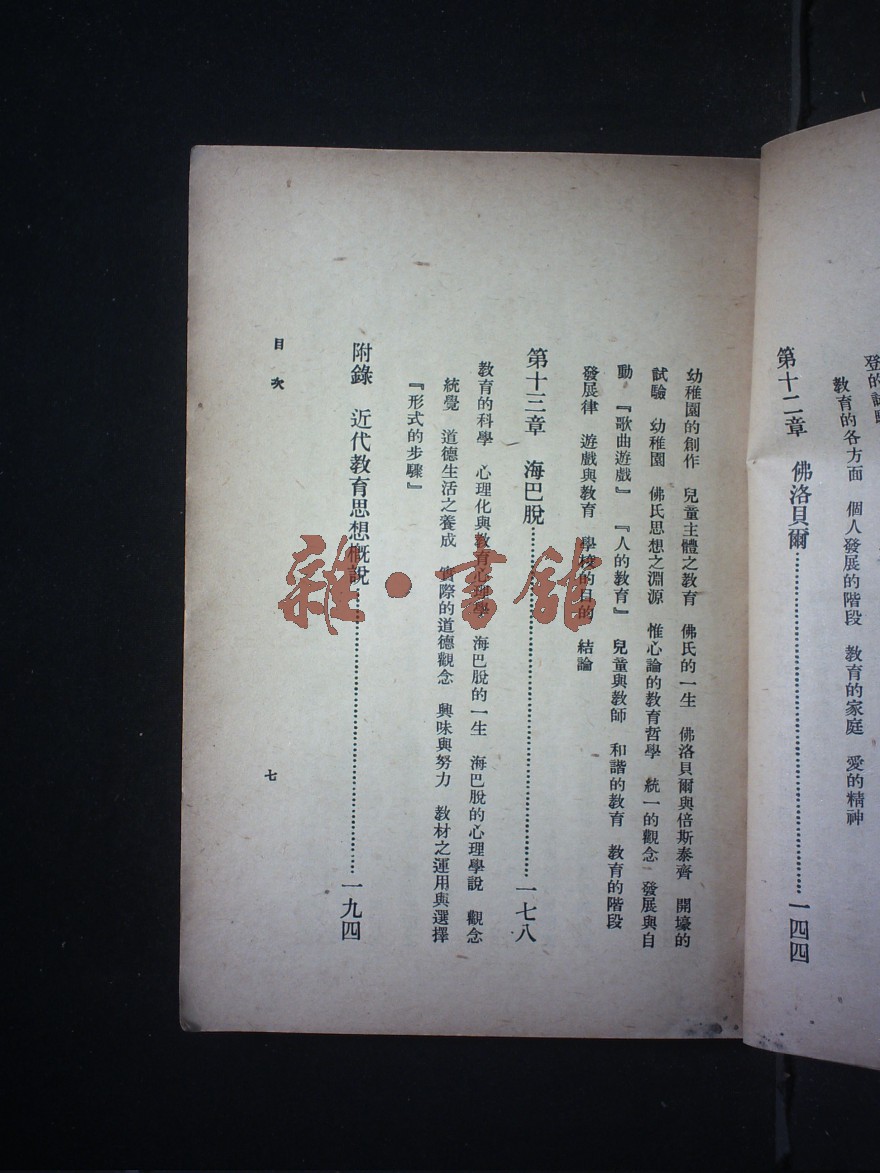 教育的各方面　個人發展的階段　教育的家庭　愛的精神
第十二章　佛洛貝爾……一四四
幼稚園的創作　兒童主體之教育　佛氏的一生　佛洛貝爾與倍斯泰齊　開壕的
試驗　幼稚園　佛氏思想之淵源　惟心論的教育哲學　統一的觀念　發展與自
動　『歌曲遊戲』　『人的教育』　兒童與教師　和諧的教育　教育的階段
發展律　遊戲與教育　學校的目的　結論
第十三章　海巴脫……一七八
教育的科學　心理化與教育心理學　海巴脫的一生　海巴脫的心理學說　觀念
統覺　道德生活之養成　實際的道德觀念　興味與努力　教材之運用與選擇
『形式的步驟』
附錄　近代教育思想概說……一九四
目次
七
雜·書館